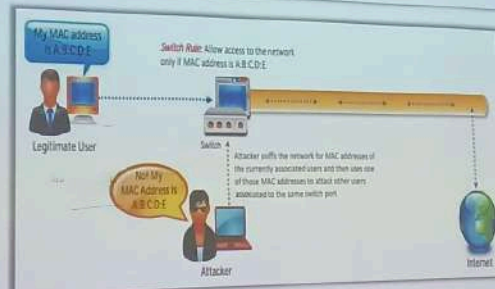 My MAC address
is A:B:C:D:E
Switch Rule: Allow access to the network
only if MAC address is A:B:C:D:E
Legitimate User
Switch
Attacker sniffs the network for MAC addresses of
the currently associated users and then uses one
of those MAC addresses to attack other users
associated to the same switch port
No! My
MAC Address is
A:B:C:D:E
Attacker
Internet